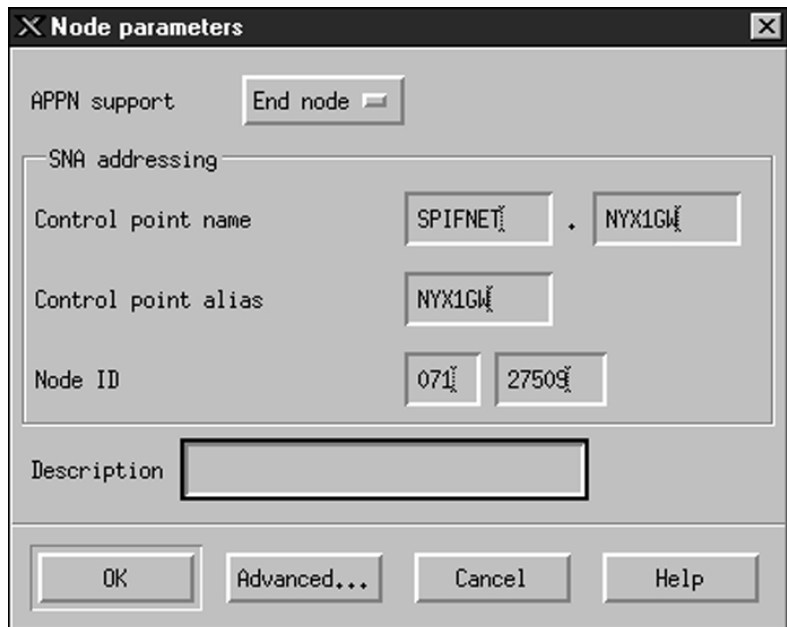 Node parameters
APPN support End node
SNA addressing
Control point name SPIFNET . NYX1GW
Control point alias NYX1GW
Node ID 071 27509
Description
OK Advanced... Cancel Help